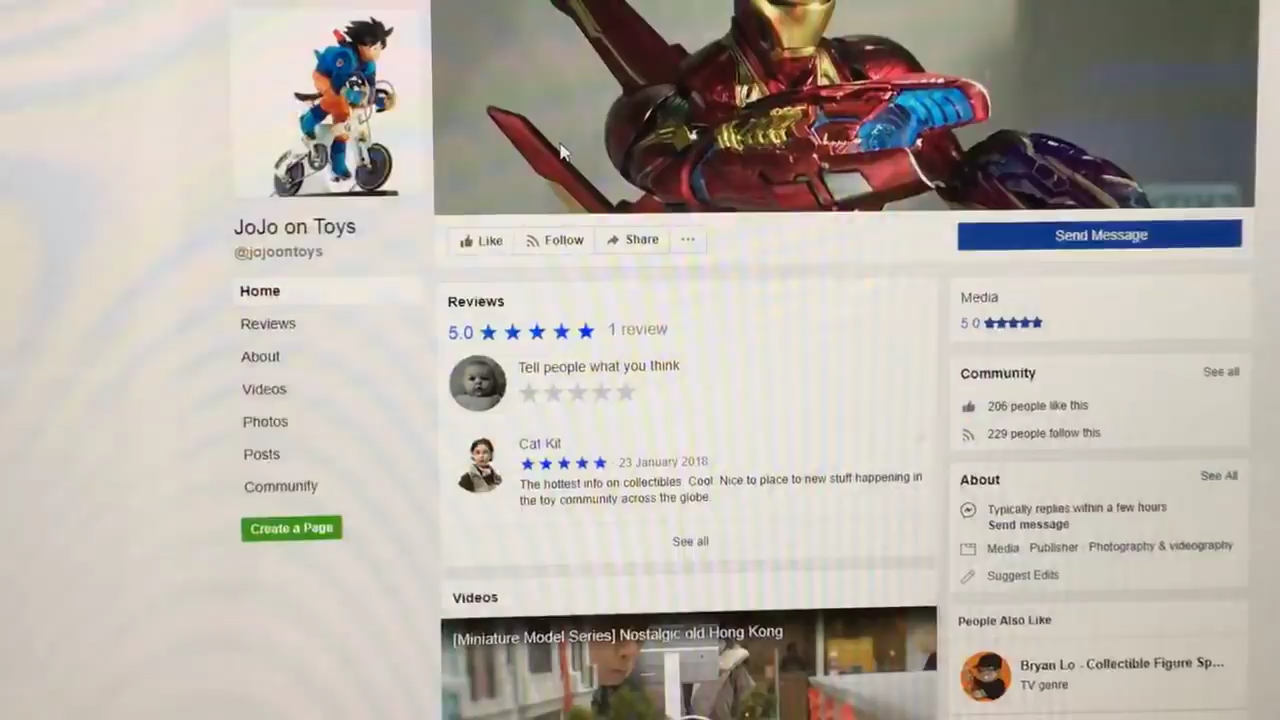 JoJo on Toys
@jojoontoys
Home
Reviews
About
Videos
Photos
Posts
Community
Create a Page
Like
Follow
Share
Send Message
Reviews
5.0 ★★★★★ 1 review
Tell people what you think
Cat Kit
★★★★★ · 23 January 2018
The hottest info on collectibles. Cool. Nice to place to new stuff happening in
the toy community across the globe.
See all
Videos
[Miniature Model Series] Nostalgic old Hong Kong
Media
5.0 ★★★★★
Community
See all
206 people like this
229 people follow this
About
See All
Typically replies within a few hours
Send message
Media · Publisher · Photography & videography
Suggest Edits
People Also Like
Bryan Lo - Collectible Figure Sp...
TV genre